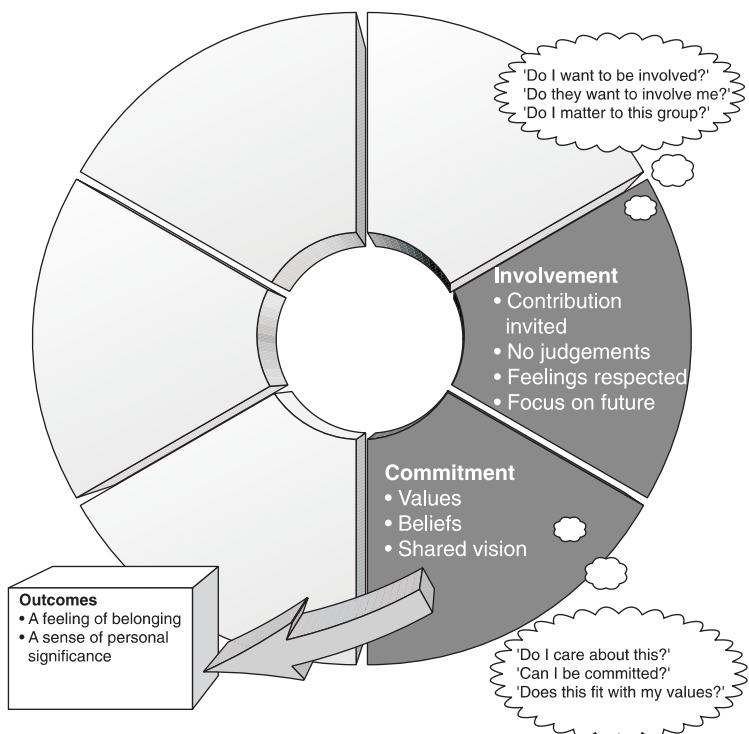 'Do I want to be involved?'
'Do they want to involve me?'
'Do I matter to this group?'
Involvement
• Contribution
invited
• No judgements
• Feelings respected
• Focus on future
Commitment
• Values
• Beliefs
• Shared vision
Outcomes
• A feeling of belonging
• A sense of personal
significance
'Do I care about this?'
'Can I be committed?'
'Does this fit with my values?'